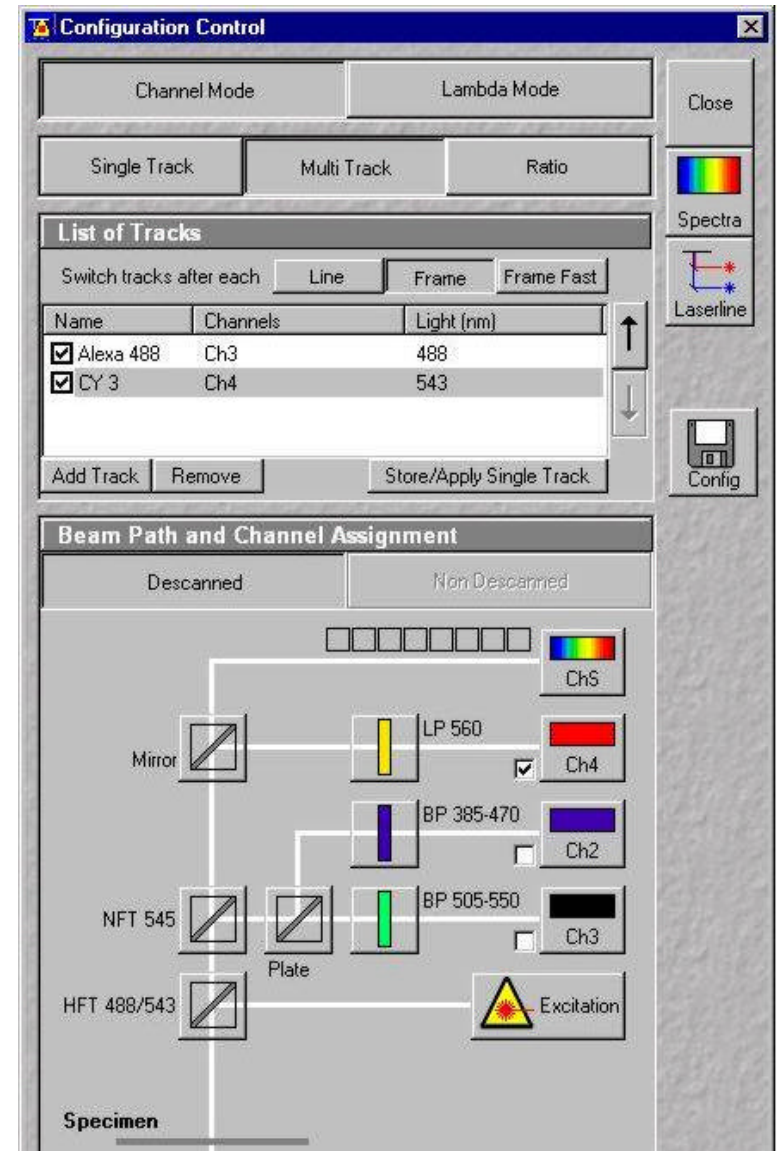 Configuration Control
Channel Mode Lambda Mode
Close
Single Track Multi Track Ratio
Spectra
List of Tracks
Switch tracks after each Line Frame Frame Fast
Laserline
Name Channels Light (nm)
Alexa 488 Ch3 488
CY 3 Ch4 543
Add Track Remove Store/Apply Single Track
Config
Beam Path and Channel Assignment
Descanned Non Descanned
ChS
LP 560
Mirror Ch4
BP 385-470
Ch2
BP 505-550
NFT 545 Ch3
Plate
HFT 488/543 Excitation
Specimen